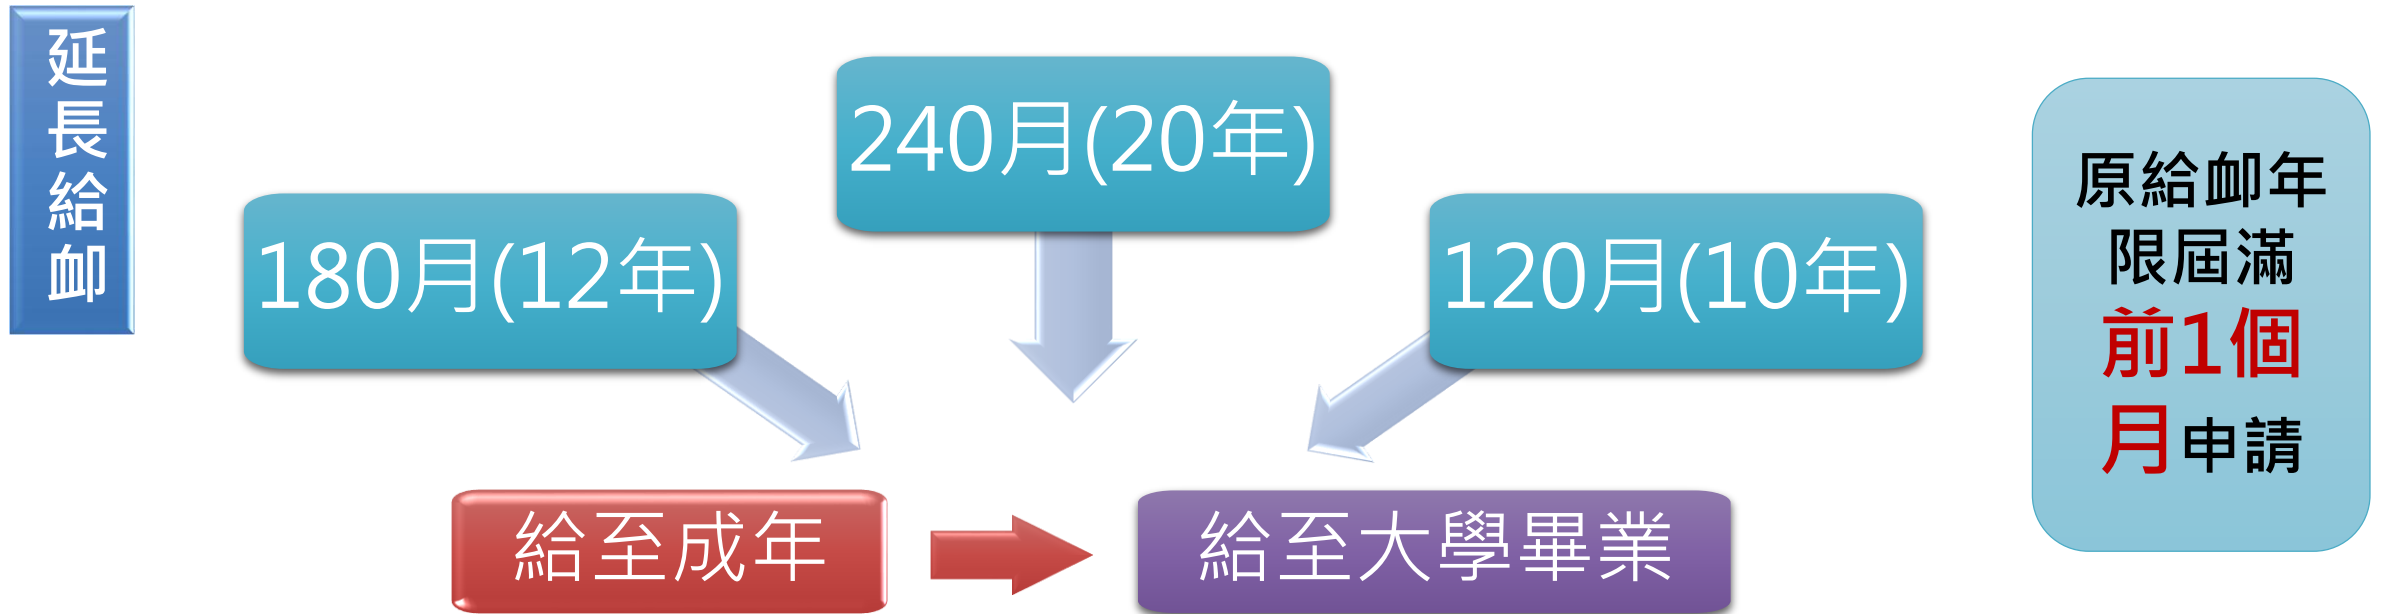 延長給卹
240月(20年)
180月(12年)
120月(10年)
原給卹年
限屆滿
前1個
月申請
給至成年
給至大學畢業